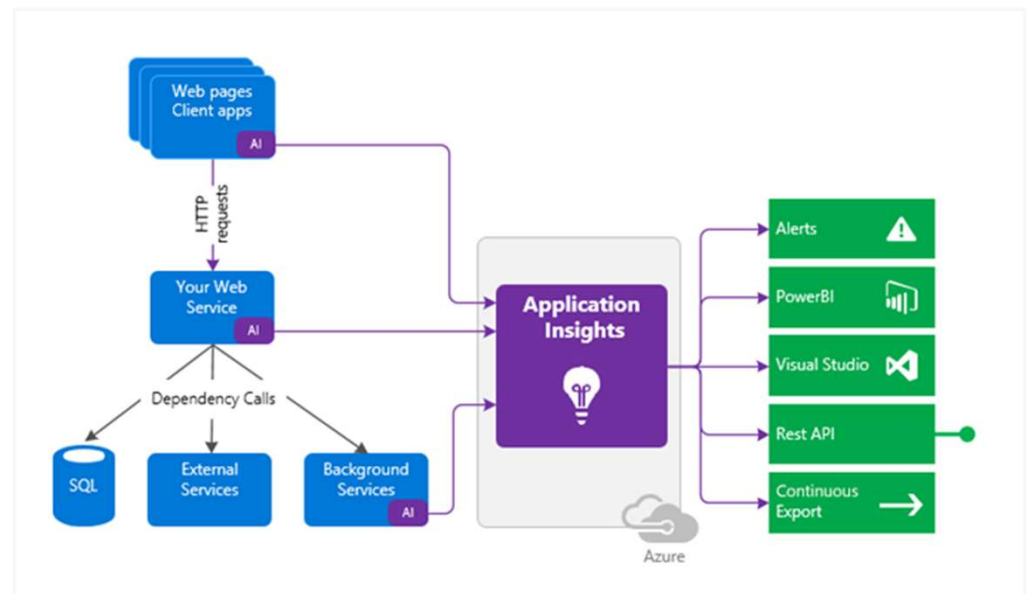 Web pages
Client apps
AI
HTTP
requests
Your Web
Service
AI
Dependency Calls
SQL
External
Services
Background
Services
AI
Application
Insights
Azure
Alerts
PowerBI
Visual Studio
Rest API
Continuous
Export